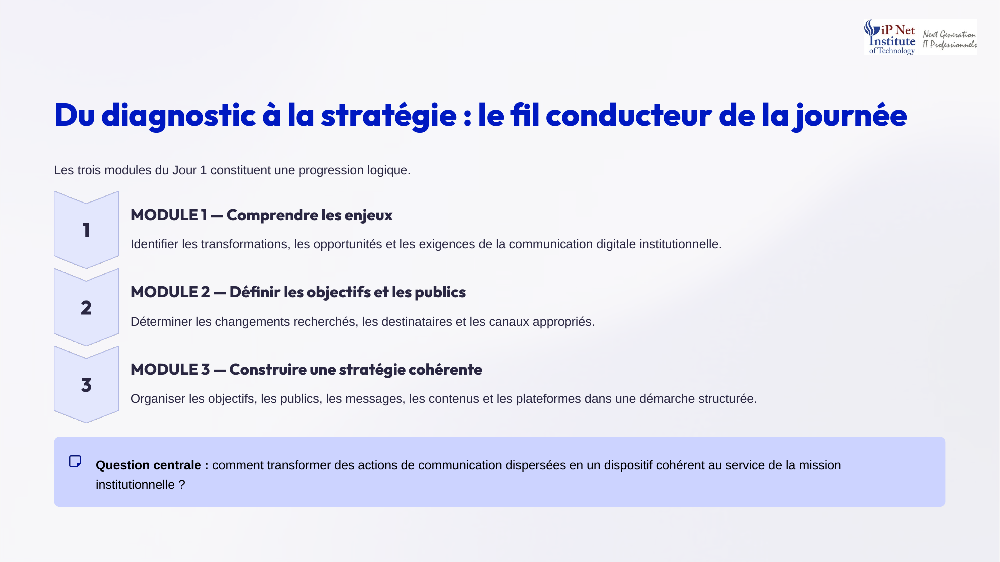 iP Net
Institute
of Technology
Next Generation
IT Professionnels
Du diagnostic à la stratégie : le fil conducteur de la journée
Les trois modules du Jour 1 constituent une progression logique.
1
MODULE 1 — Comprendre les enjeux
Identifier les transformations, les opportunités et les exigences de la communication digitale institutionnelle.
2
MODULE 2 — Définir les objectifs et les publics
Déterminer les changements recherchés, les destinataires et les canaux appropriés.
3
MODULE 3 — Construire une stratégie cohérente
Organiser les objectifs, les publics, les messages, les contenus et les plateformes dans une démarche structurée.
Question centrale : comment transformer des actions de communication dispersées en un dispositif cohérent au service de la mission
institutionnelle ?